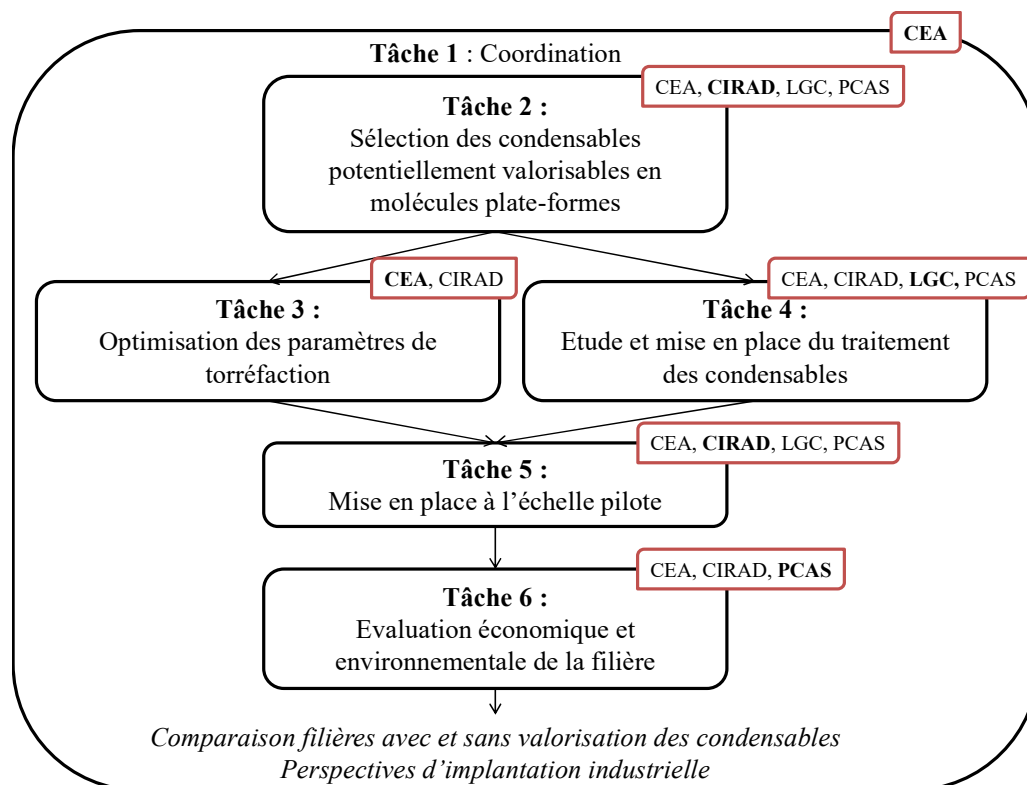 CEA
Tâche 1 : Coordination
CEA, CIRAD, LGC, PCAS
Tâche 2 :
Sélection des condensables
potentiellement valorisables en
molécules plate-formes
CEA, CIRAD
Tâche 3 :
Optimisation des paramètres de
torréfaction
CEA, CIRAD, LGC, PCAS
Tâche 4 :
Etude et mise en place du traitement
des condensables
CEA, CIRAD, LGC, PCAS
Tâche 5 :
Mise en place à l’échelle pilote
CEA, CIRAD, PCAS
Tâche 6 :
Evaluation économique et
environnementale de la filière
Comparaison filières avec et sans valorisation des condensables
Perspectives d’implantation industrielle